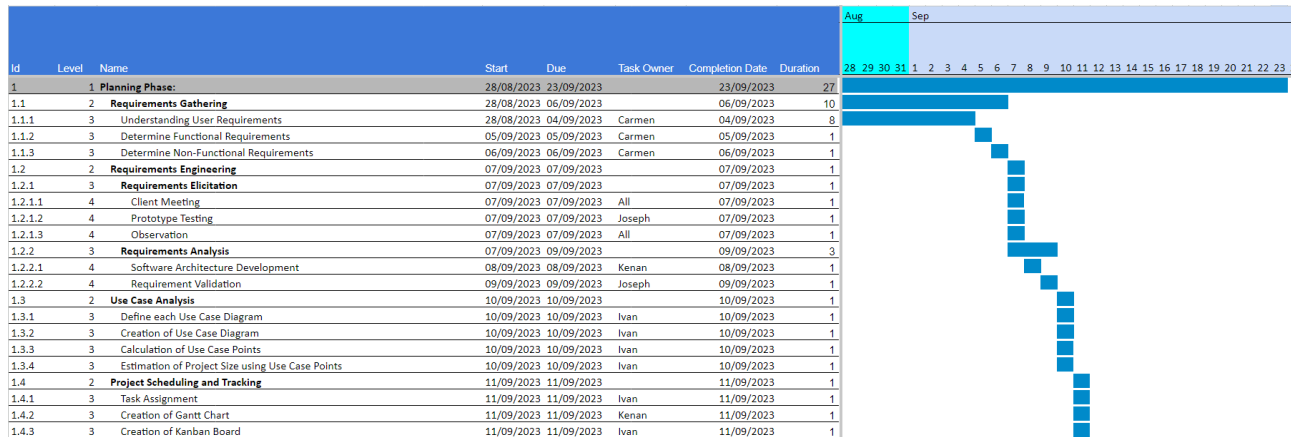 Aug Sep
Id Level Name Start Due Task Owner Completion Date Duration 28 29 30 31 1 2 3 4 5 6 7 8 9 10 11 12 13 14 15 16 17 18 19 20 21 22 23
1 1 Planning Phase: 28/08/2023 23/09/2023 23/09/2023 27
1.1 2 Requirements Gathering 28/08/2023 06/09/2023 06/09/2023 10
1.1.1 3 Understanding User Requirements 28/08/2023 04/09/2023 Carmen 04/09/2023 8
1.1.2 3 Determine Functional Requirements 05/09/2023 05/09/2023 Carmen 05/09/2023 1
1.1.3 3 Determine Non-Functional Requirements 06/09/2023 06/09/2023 Carmen 06/09/2023 1
1.2 2 Requirements Engineering 07/09/2023 07/09/2023 07/09/2023 1
1.2.1 3 Requirements Elicitation 07/09/2023 07/09/2023 07/09/2023 1
1.2.1.1 4 Client Meeting 07/09/2023 07/09/2023 All 07/09/2023 1
1.2.1.2 4 Prototype Testing 07/09/2023 07/09/2023 Joseph 07/09/2023 1
1.2.1.3 4 Observation 07/09/2023 07/09/2023 All 07/09/2023 1
1.2.2 3 Requirements Analysis 07/09/2023 09/09/2023 09/09/2023 3
1.2.2.1 4 Software Architecture Development 08/09/2023 08/09/2023 Kenan 08/09/2023 1
1.2.2.2 4 Requirement Validation 09/09/2023 09/09/2023 Joseph 09/09/2023 1
1.3 2 Use Case Analysis 10/09/2023 10/09/2023 10/09/2023 1
1.3.1 3 Define each Use Case Diagram 10/09/2023 10/09/2023 Ivan 10/09/2023 1
1.3.2 3 Creation of Use Case Diagram 10/09/2023 10/09/2023 Ivan 10/09/2023 1
1.3.3 3 Calculation of Use Case Points 10/09/2023 10/09/2023 Ivan 10/09/2023 1
1.3.4 3 Estimation of Project Size using Use Case Points 10/09/2023 10/09/2023 Ivan 10/09/2023 1
1.4 2 Project Scheduling and Tracking 11/09/2023 11/09/2023 11/09/2023 1
1.4.1 3 Task Assignment 11/09/2023 11/09/2023 Ivan 11/09/2023 1
1.4.2 3 Creation of Gantt Chart 11/09/2023 11/09/2023 Kenan 11/09/2023 1
1.4.3 3 Creation of Kanban Board 11/09/2023 11/09/2023 Ivan 11/09/2023 1